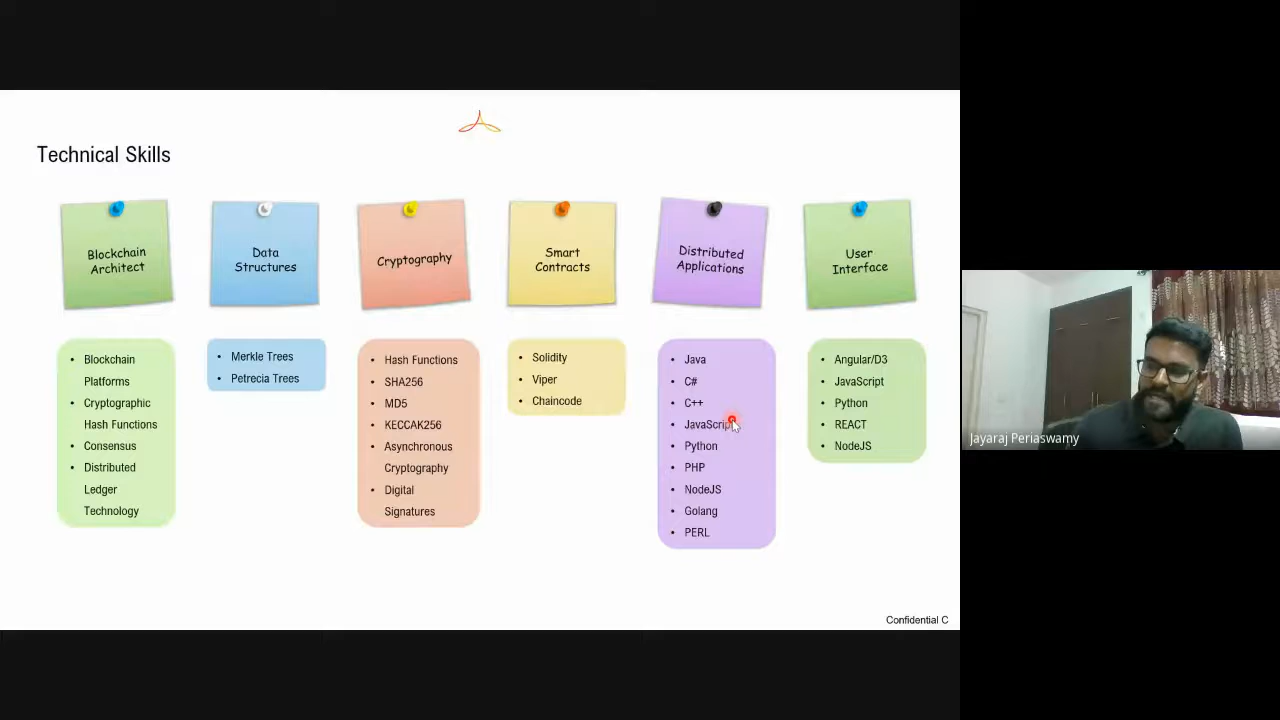 Technical Skills
Blockchain
Architect
Data
Structures
Cryptography
Smart
Contracts
Distributed
Applications
User
Interface
• Blockchain
Platforms
• Cryptographic
Hash Functions
• Consensus
• Distributed
Ledger
Technology
• Merkle Trees
• Petrecia Trees
• Hash Functions
• SHA256
• MD5
• KECCAK256
• Asynchronous
Cryptography
• Digital
Signatures
• Solidity
• Viper
• Chaincode
• Java
• C#
• C++
• JavaScript
• Python
• PHP
• NodeJS
• Golang
• PERL
• Angular/D3
• JavaScript
• Python
• REACT
• NodeJS
Jayaraj Periaswamy
Confidential C